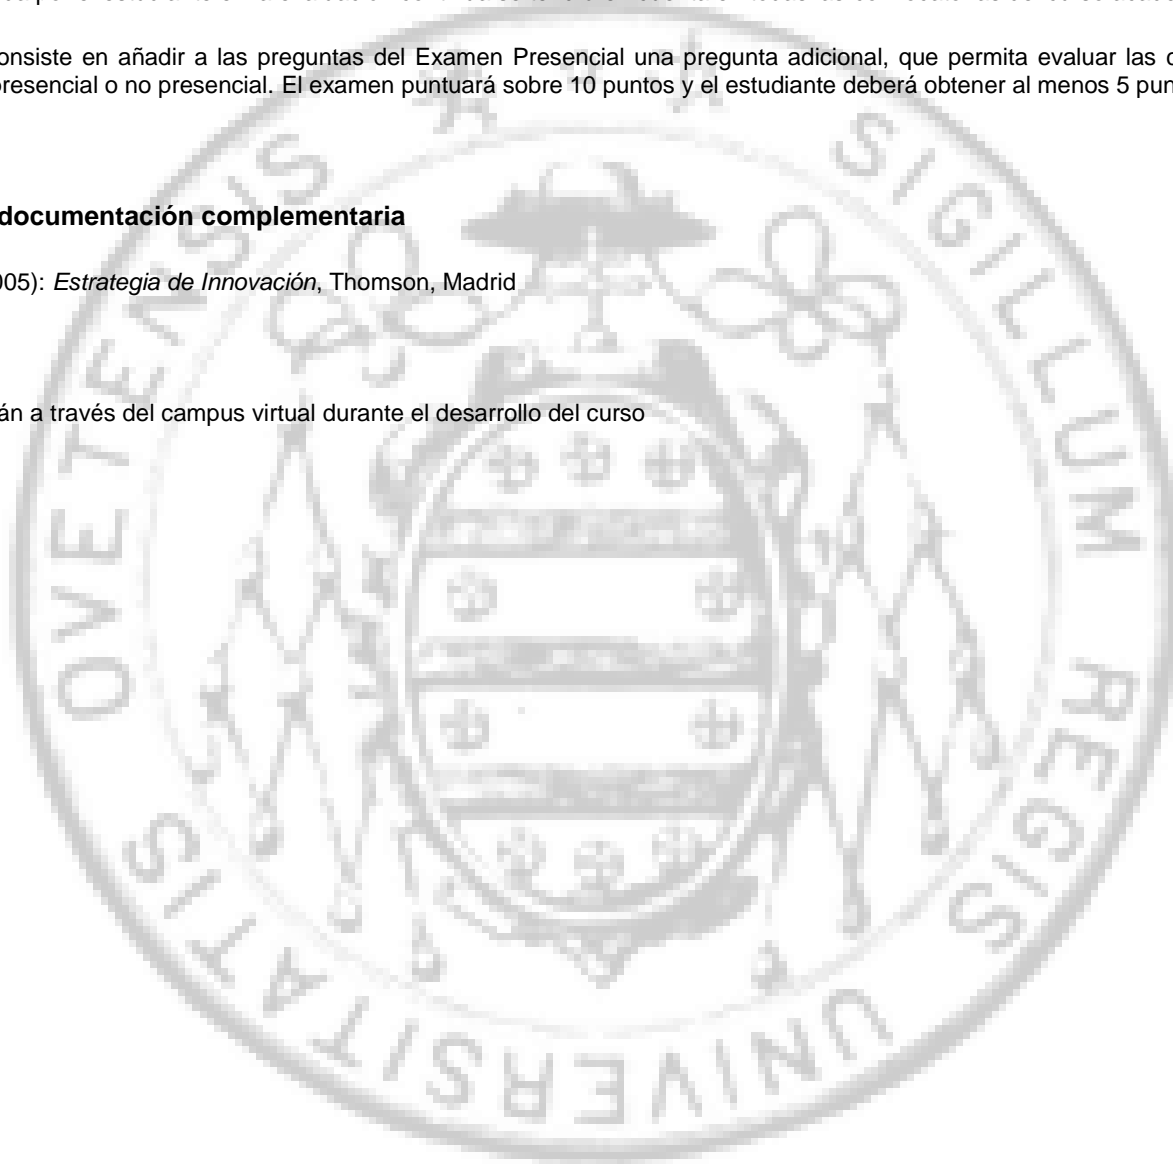 onsiste en añadir a las preguntas del Examen Presencial una pregunta adicional, que permita evaluar las
presencial o no presencial. El examen puntuará sobre 10 puntos y el estudiante deberá obtener al menos 5
documentación complementaria
005): Estrategia de Innovación, Thomson, Madrid
án a través del campus virtual durante el desarrollo del curso
SIGILLUM REGIS UNIVERSITATIS OVETENSIS